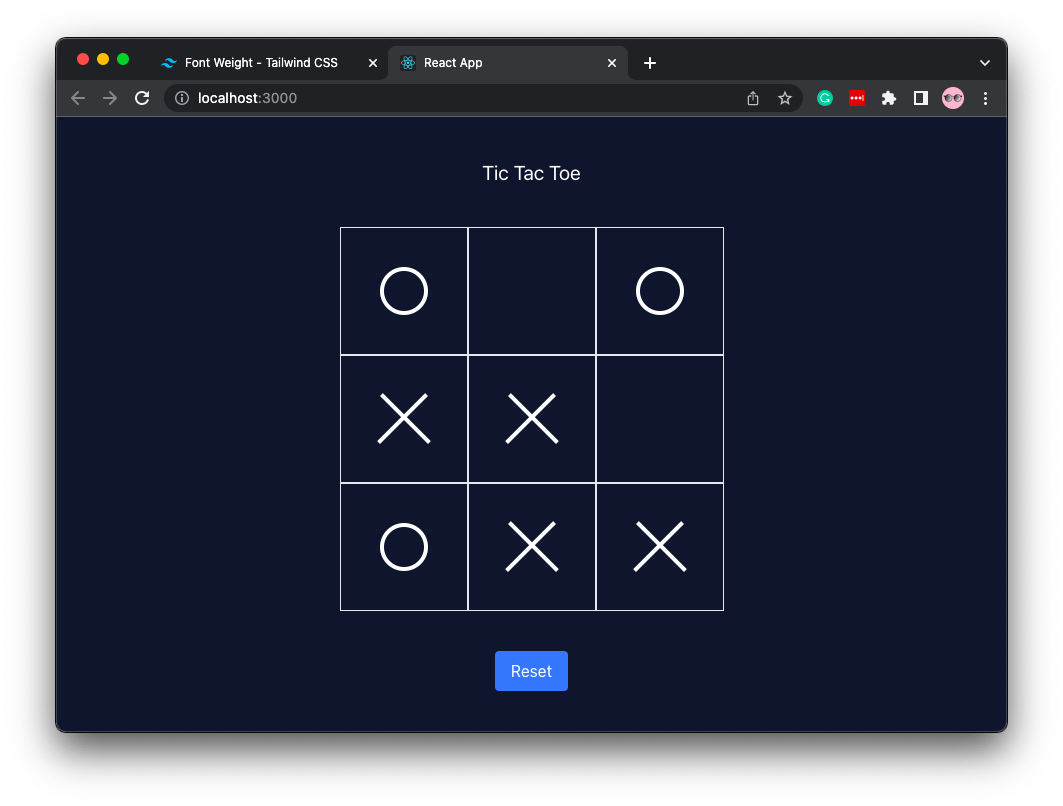 Font Weight - Tailwind CSS
React App
localhost:3000
Tic Tac Toe
Reset